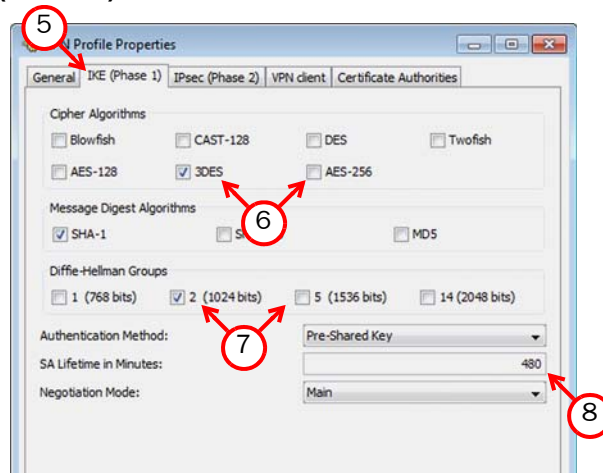 5
N Profile Properties
General IKE (Phase 1) IPsec (Phase 2) VPN client Certificate Authorities
Cipher Algorithms
Blowfish CAST-128 DES Twofish
AES-128 3DES AES-256
6
Message Digest Algorithms
SHA-1 MD5
Diffie-Hellman Groups
1 (768 bits) 2 (1024 bits) 5 (1536 bits) 14 (2048 bits)
7
Authentication Method: Pre-Shared Key
SA Lifetime in Minutes: 480
Negotiation Mode: Main
8